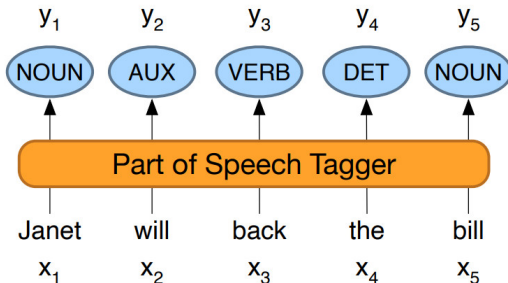 y1 y2 y3 y4 y5
NOUN AUX VERB DET NOUN
Part of Speech Tagger
Janet will back the bill
x1 x2 x3 x4 x5